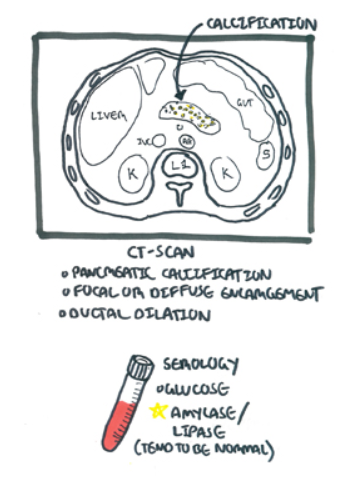 CALCIFICATION
LIVER
GUT
IVC
S
K
L1
K
CT-SCAN
PANCREATIC CALCIFICATION
FOCAL OR DIFFUSE ENLARGEMENT
DUCTAL DILATION
SEROLOGY
GLUCOSE
AMYLASE/
LIPASE
(TEND TO BE NORMAL)